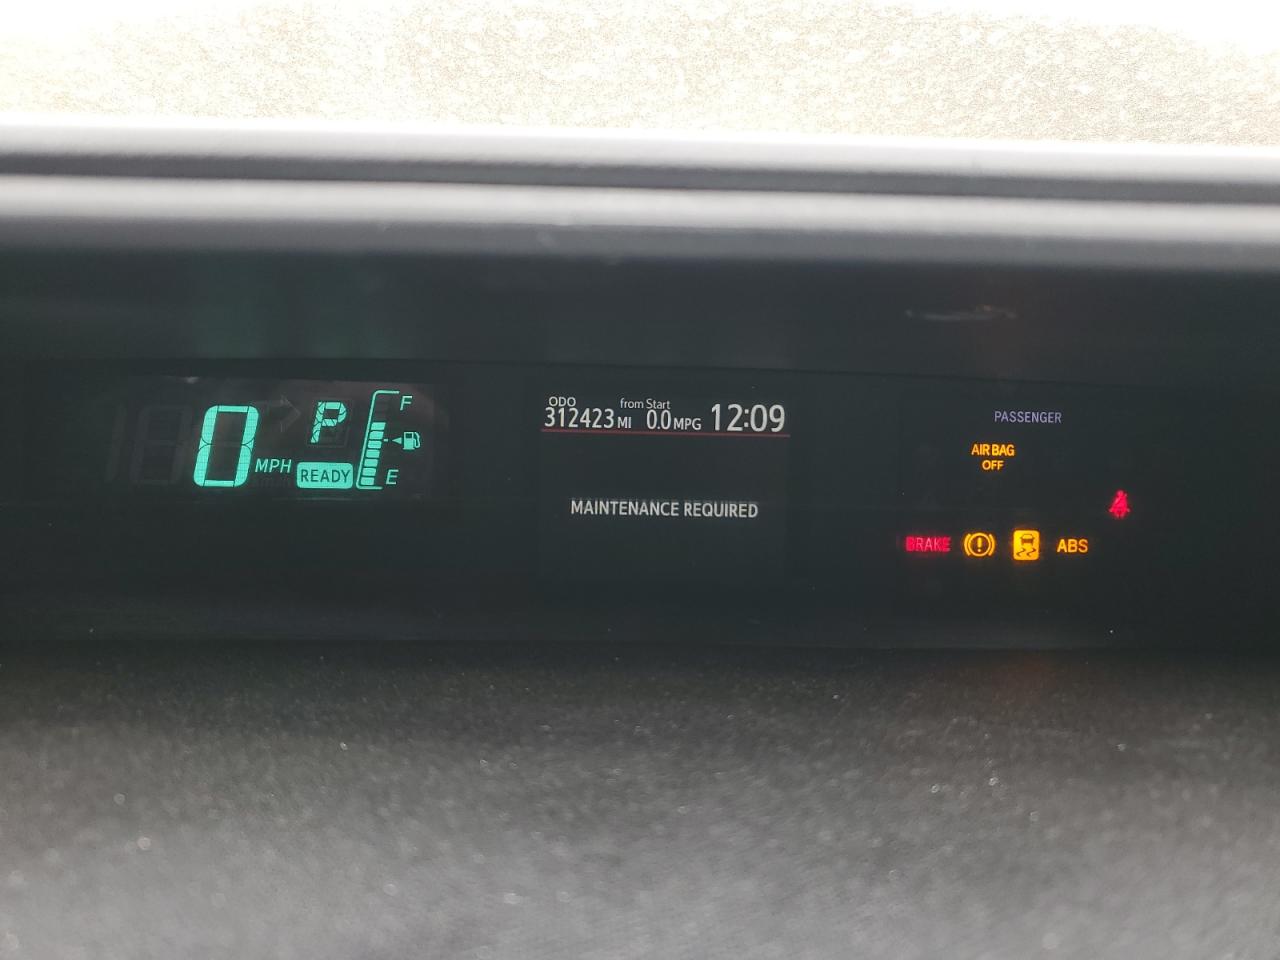 0 MPH
P
READY
F
E
ODO
312423 MI
from Start
0.0 MPG
12:09
MAINTENANCE REQUIRED
PASSENGER
AIR BAG
OFF
BRAKE
ABS